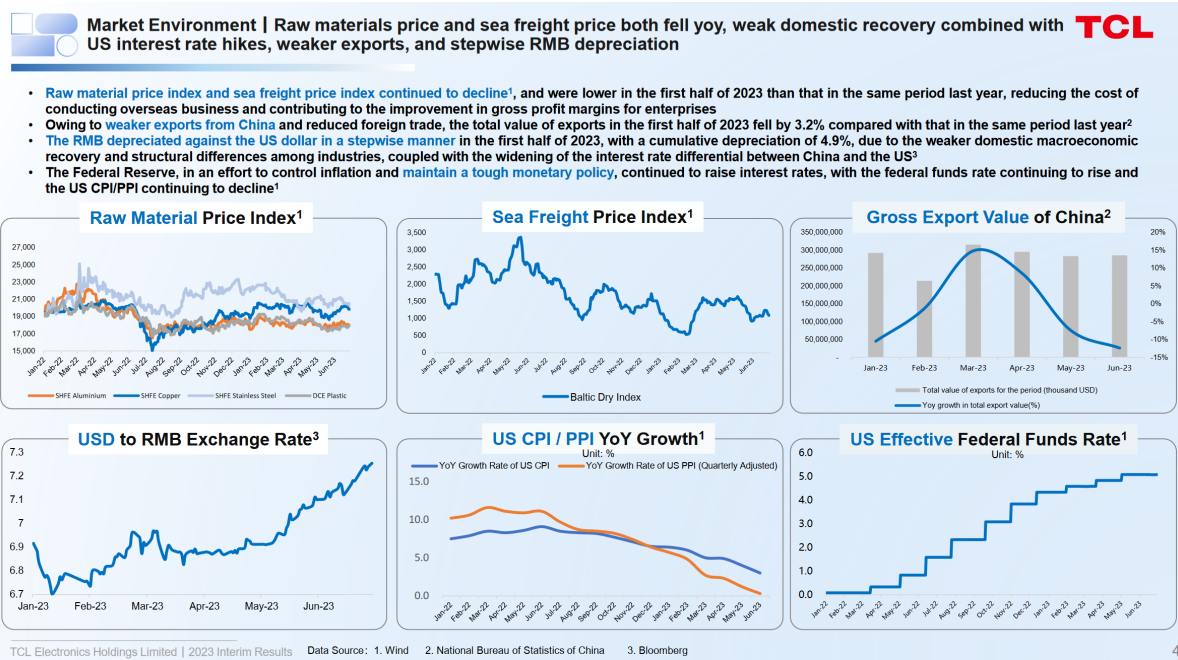 Market Environment | Raw materials price and sea freight price both fell yoy, weak domestic recovery combined with
US interest rate hikes, weaker exports, and stepwise RMB depreciation
TCL
• Raw material price index and sea freight price index continued to decline¹, and were lower in the first half of 2023 than that in the same period last year, reducing the cost of
conducting overseas business and contributing to the improvement in gross profit margins for enterprises
• Owing to weaker exports from China and reduced foreign trade, the total value of exports in the first half of 2023 fell by 3.2% compared with that in the same period last year²
• The RMB depreciated against the US dollar in a stepwise manner in the first half of 2023, with a cumulative depreciation of 4.9%, due to the weaker domestic macroeconomic
recovery and structural differences among industries, coupled with the widening of the interest rate differential between China and the US³
• The Federal Reserve, in an effort to control inflation and maintain a tough monetary policy, continued to raise interest rates, with the federal funds rate continuing to rise and
the US CPI/PPI continuing to decline¹
Raw Material Price Index¹
27,000
25,000
23,000
21,000
19,000
17,000
15,000
Jan-22 Feb-22 Mar-22 Apr-22 May-22 Jun-22 Jul-22 Aug-22 Sep-22 Oct-22 Nov-22 Dec-22 Jan-23 Feb-23 Mar-23 Apr-23 May-23 Jun-23
SHFE Aluminium SHFE Copper SHFE Stainless Steel DCE Plastic
Sea Freight Price Index¹
3,500
3,000
2,500
2,000
1,500
1,000
500
0
Jan-22 Feb-22 Mar-22 Apr-22 May-22 Jun-22 Jul-22 Aug-22 Sep-22 Oct-22 Nov-22 Dec-22 Jan-23 Feb-23 Mar-23 Apr-23 May-23 Jun-23
Baltic Dry Index
Gross Export Value of China²
350,000,000 20%
300,000,000 15%
250,000,000 10%
200,000,000 5%
150,000,000 0%
100,000,000 -5%
50,000,000 -10%
- -15%
Jan-23 Feb-23 Mar-23 Apr-23 May-23 Jun-23
Total value of exports for the period (thousand USD)
Yoy growth in total export value(%)
USD to RMB Exchange Rate³
7.3
7.2
7.1
7
6.9
6.8
6.7
Jan-23 Feb-23 Mar-23 Apr-23 May-23 Jun-23
US CPI / PPI YoY Growth¹
Unit: %
YoY Growth Rate of US CPI YoY Growth Rate of US PPI (Quarterly Adjusted)
15.0
10.0
5.0
0.0
Jan-22 Feb-22 Mar-22 Apr-22 May-22 Jun-22 Jul-22 Aug-22 Sep-22 Oct-22 Nov-22 Dec-22 Jan-23 Feb-23 Mar-23 Apr-23 May-23 Jun-23
US Effective Federal Funds Rate¹
Unit: %
6.0
5.0
4.0
3.0
2.0
1.0
0.0
Jan-22 Feb-22 Mar-22 Apr-22 May-22 Jun-22 Jul-22 Aug-22 Sep-22 Oct-22 Nov-22 Dec-22 Jan-23 Feb-23 Mar-23 Apr-23 May-23 Jun-23
TCL Electronics Holdings Limited | 2023 Interim Results Data Source: 1. Wind 2. National Bureau of Statistics of China 3. Bloomberg
4